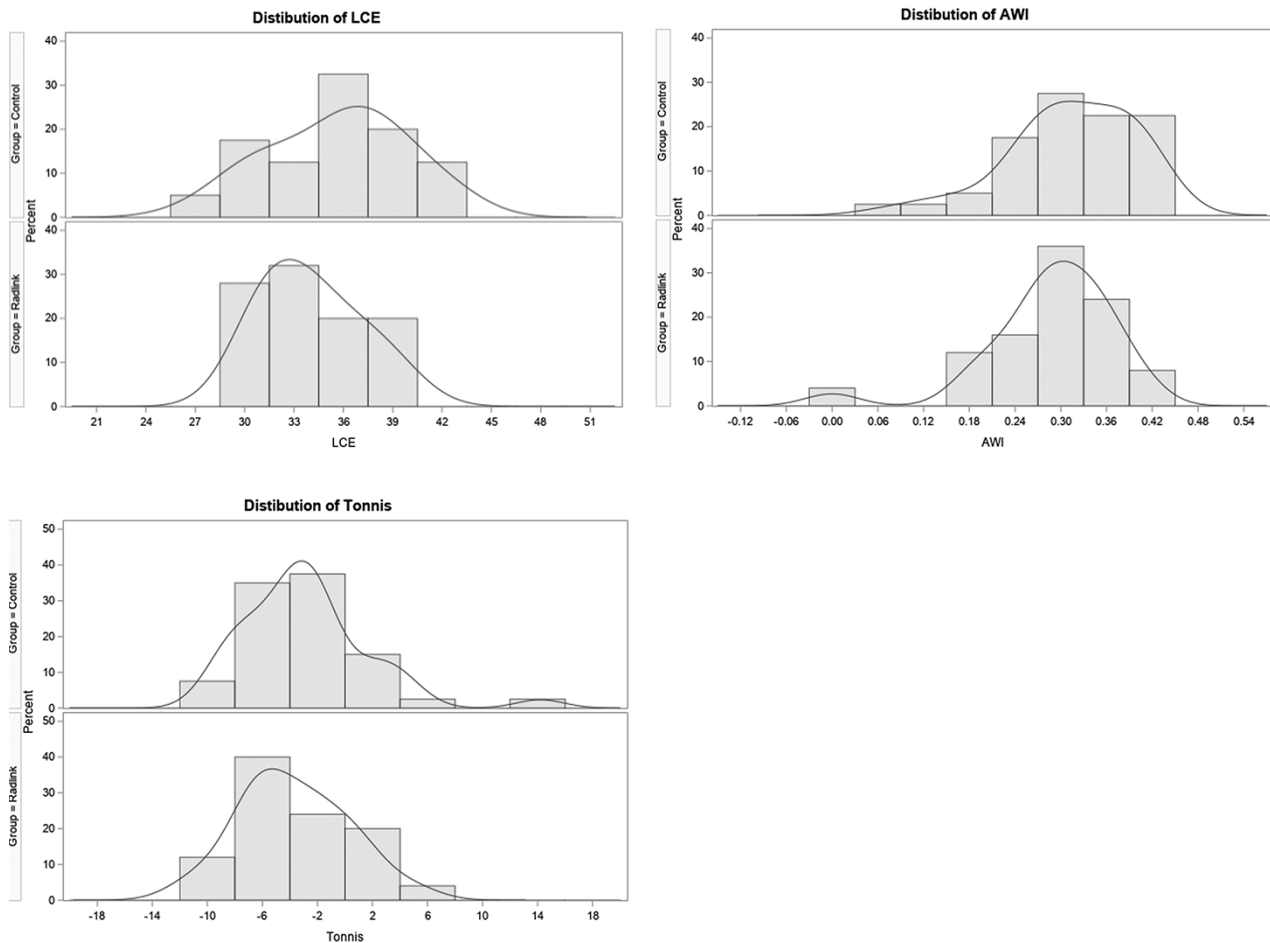 Distibution of LCE
Group = Control
40
30
20
10
0
Percent
Group = Radlink
40
30
20
10
0
21 24 27 30 33 36 39 42 45 48 51
LCE
Distibution of AWI
Group = Control
40
30
20
10
0
Percent
Group = Radlink
40
30
20
10
0
-0.12 -0.06 0.00 0.06 0.12 0.18 0.24 0.30 0.36 0.42 0.48 0.54
AWI
Distibution of Tonnis
Group = Control
50
40
30
20
10
0
Percent
Group = Radlink
50
40
30
20
10
0
-18 -14 -10 -6 -2 2 6 10 14 18
Tonnis